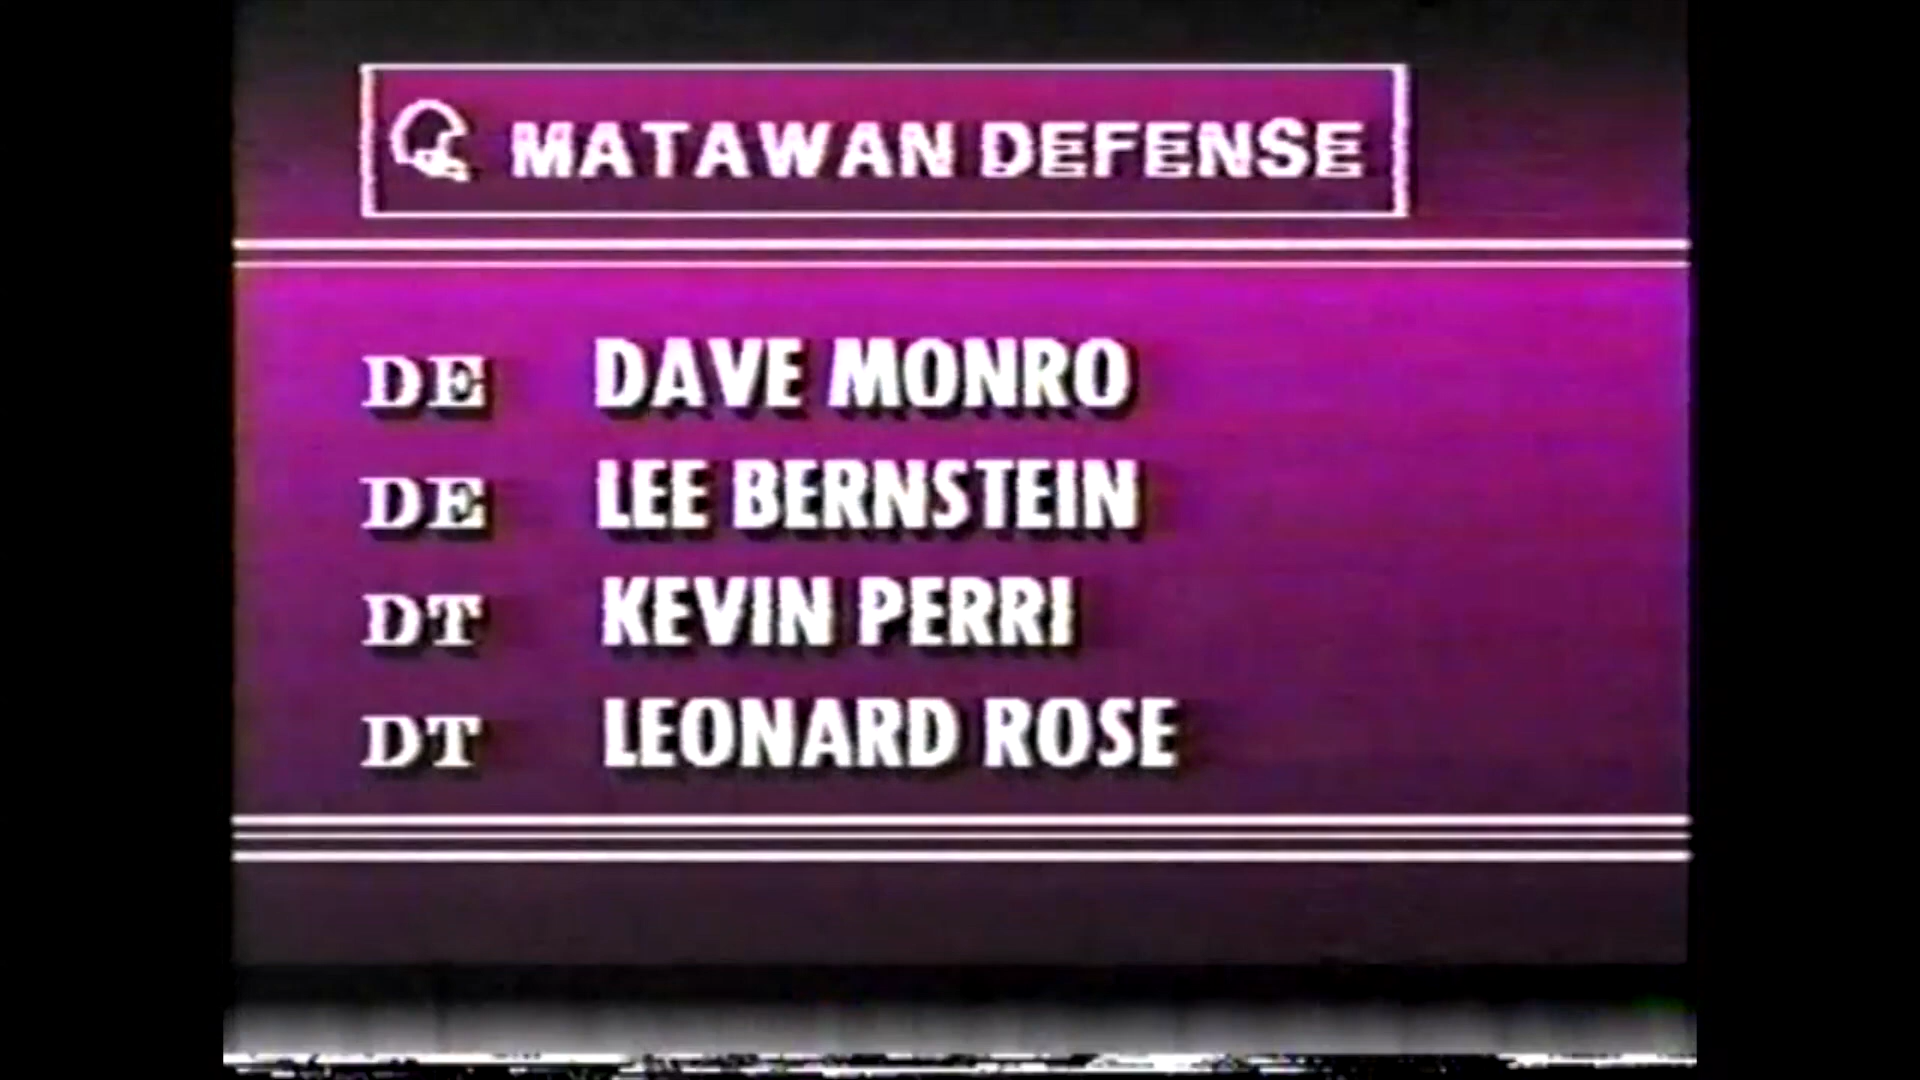 MATAWAN DEFENSE
DE DAVE MONRO
DE LEE BERNSTEIN
DT KEVIN PERRI
DT LEONARD ROSE